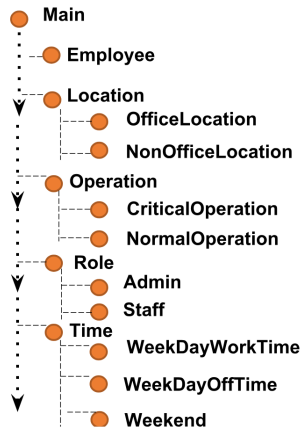 Main
Employee
Location
OfficeLocation
NonOfficeLocation
Operation
CriticalOperation
NormalOperation
Role
Admin
Staff
Time
WeekDayWorkTime
WeekDayOffTime
Weekend